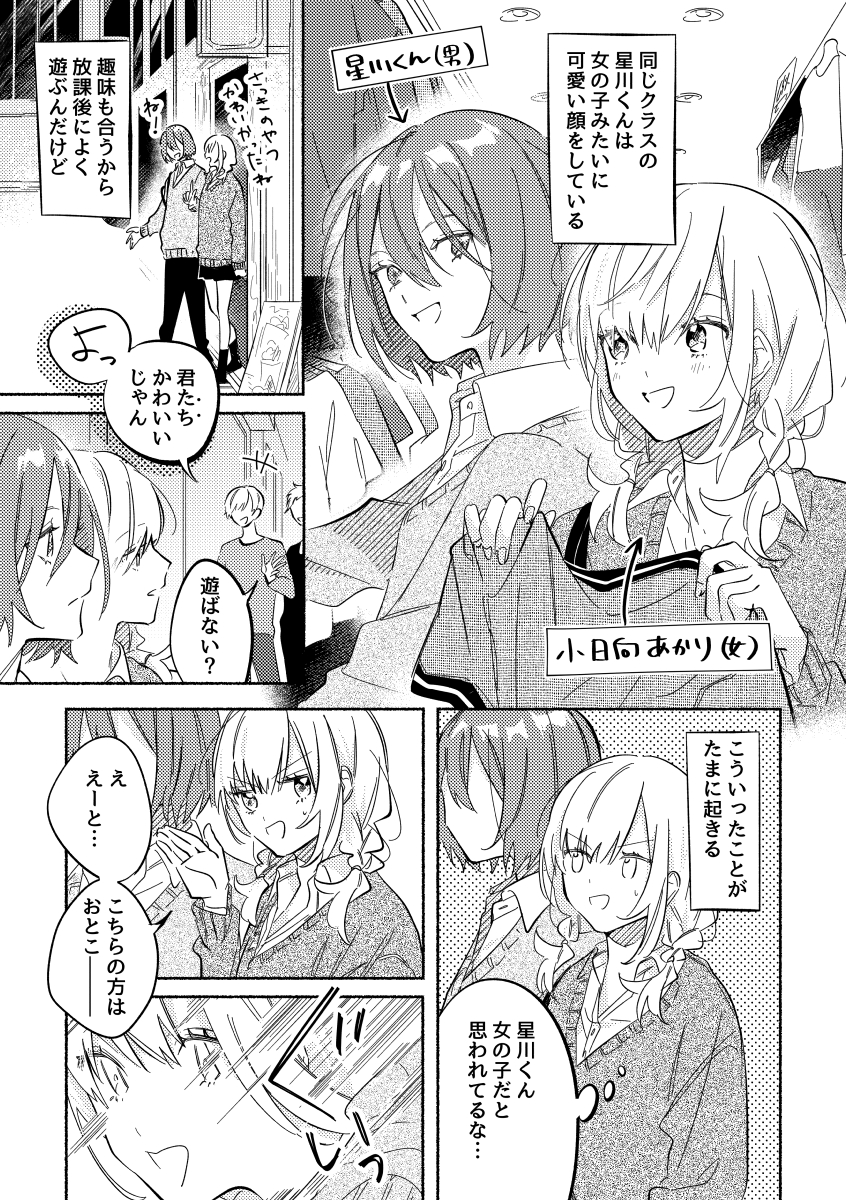 同じクラスの
星川くんは
女の子みたいに
可愛い顔をしている
星川くん(男)
小日向あかり(女)
趣味も合うから
放課後によく
遊ぶんだけど
さっきのやつ
かわいかったね
ね!
よっ
君たち
かわいい
じゃん
遊ばない?
こういったことが
たまに起きる
星川くん
女の子だと
思われてるな…
え
えーと…
こちらの方は
おとこ――
ぐいっ